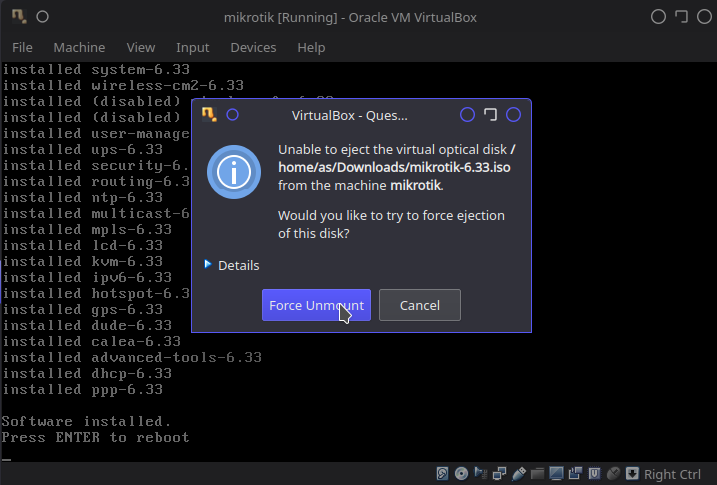 mikrotik [Running] - Oracle VM VirtualBox
File Machine View Input Devices Help
installed system-6.33
installed wireless-cm2-6.33
installed (disabled)
installed (disabled)
installed user-manage
installed ups-6.33
installed security-6.
installed routing-6.3
installed ntp-6.33
installed multicast-6
installed mpls-6.33
installed lcd-6.33
installed kvm-6.33
installed ipv6-6.33
installed hotspot-6.3
installed gps-6.33
installed dude-6.33
installed calea-6.33
installed advanced-tools-6.33
installed dhcp-6.33
installed ppp-6.33
Software installed.
Press ENTER to reboot
VirtualBox - Ques...
Unable to eject the virtual optical disk /
home/as/Downloads/mikrotik-6.33.iso
from the machine mikrotik.
Would you like to try to force ejection
of this disk?
Details
Force Unmount Cancel
Right Ctrl